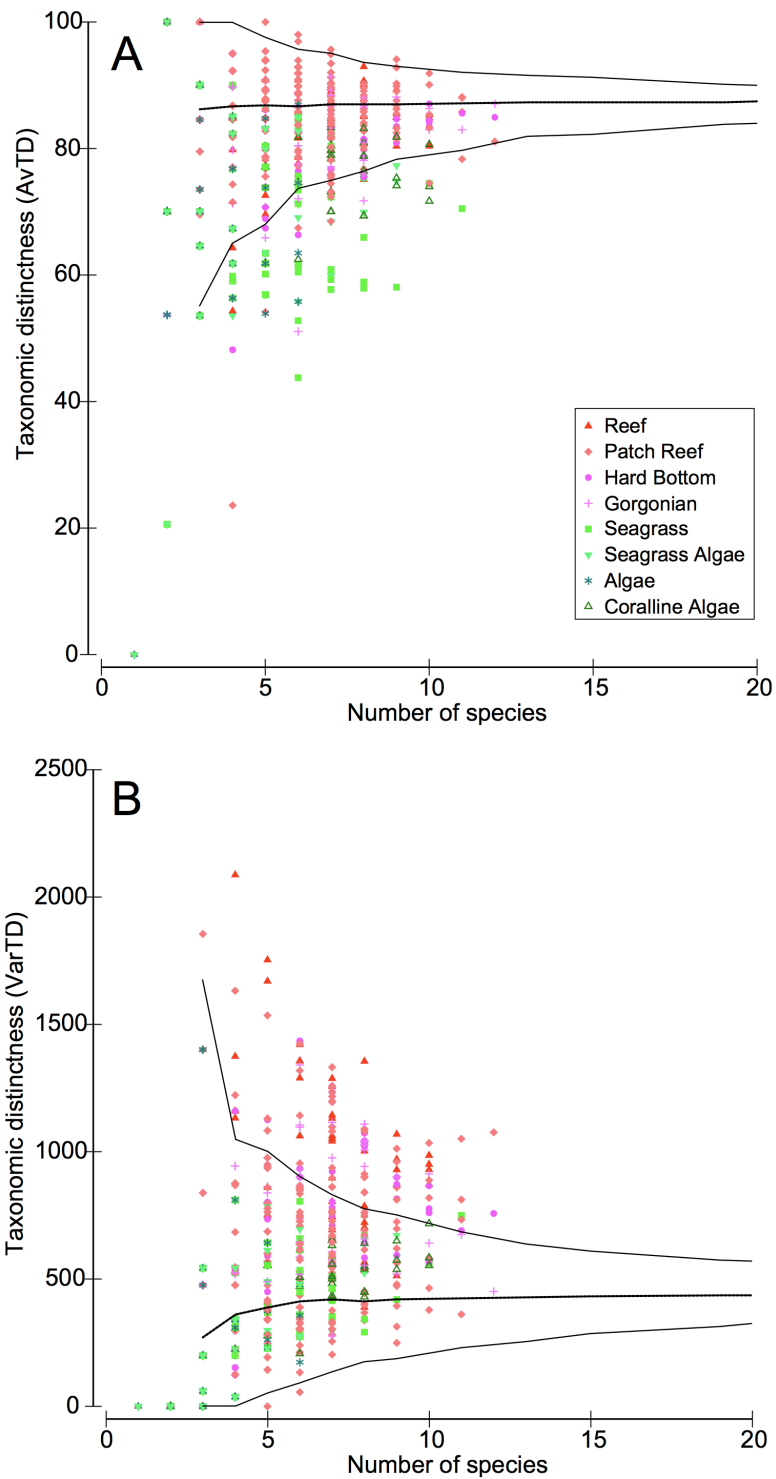 A
Taxonomic distinctness (AvTD)
100
80
60
40
20
0
Reef
Patch Reef
Hard Bottom
Gorgonian
Seagrass
Seagrass Algae
Algae
Coralline Algae
0 5 10 15 20
Number of species
B
Taxonomic distinctness (VarTD)
2500
2000
1500
1000
500
0
0 5 10 15 20
Number of species